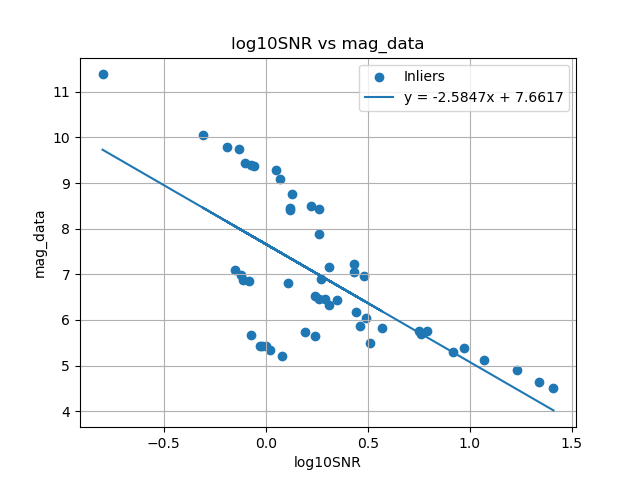 log10SNR vs mag_data
Inliers
y = -2.5847x + 7.6617
mag_data
11
10
9
8
7
6
5
4
−0.5
0.0
0.5
1.0
1.5
log10SNR